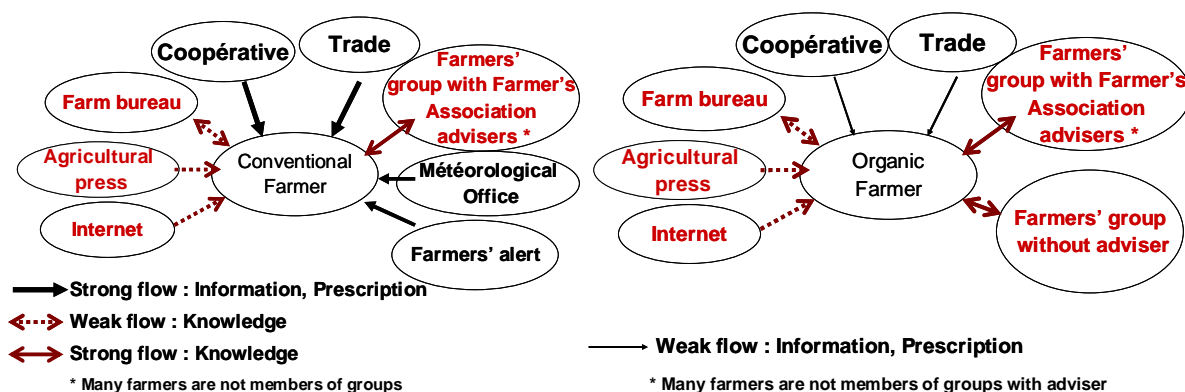 Coopérative
Trade
Farmers'
group with Farmer's
Association
advisers *
Farm bureau
Agricultural
press
Internet
Conventional
Farmer
Météorological
Office
Farmers' alert
Strong flow : Information, Prescription
Weak flow : Knowledge
Strong flow : Knowledge
* Many farmers are not members of groups
Coopérative
Trade
Farmers'
group with Farmer's
Association
advisers *
Farm bureau
Agricultural
press
Internet
Organic
Farmer
Farmers' group
without adviser
Weak flow : Information, Prescription
* Many farmers are not members of groups with adviser